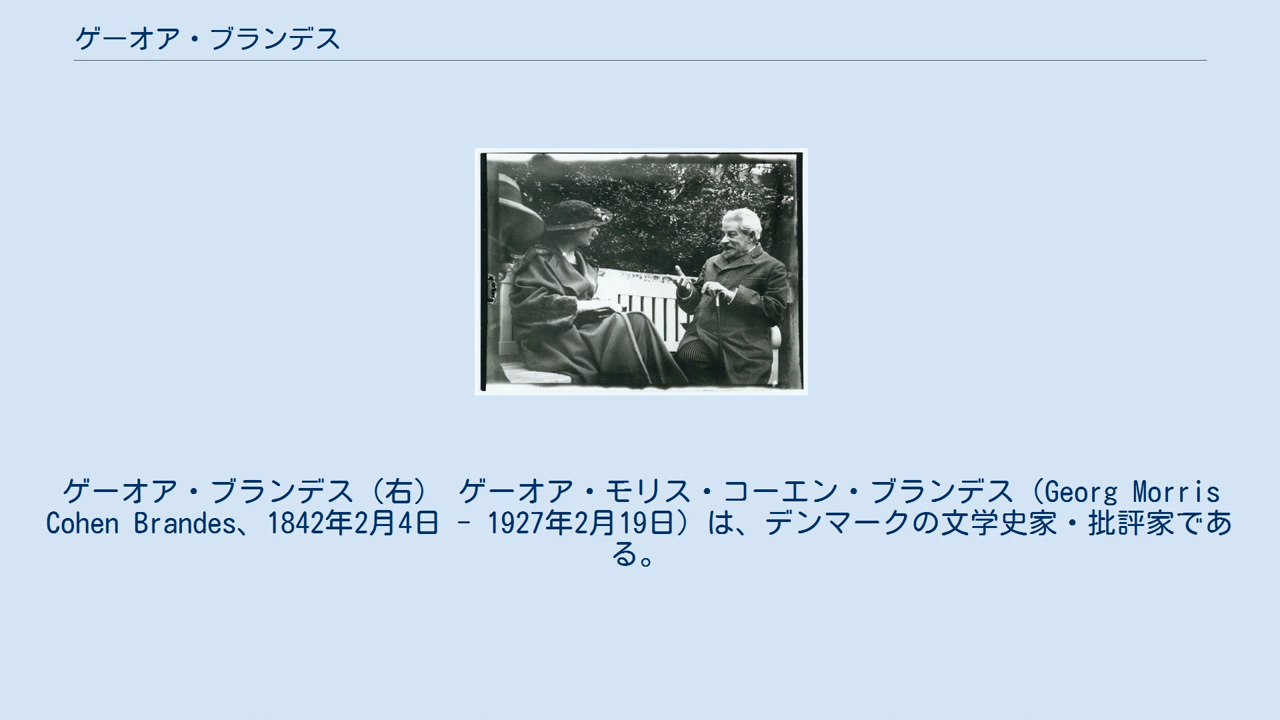 ゲーオア・ブランデス
ゲーオア・ブランデス（右） ゲーオア・モリス・コーエン・ブランデス（Georg Morris
Cohen Brandes、1842年2月4日 - 1927年2月19日）は、デンマークの文学史家・批評家であ
る。